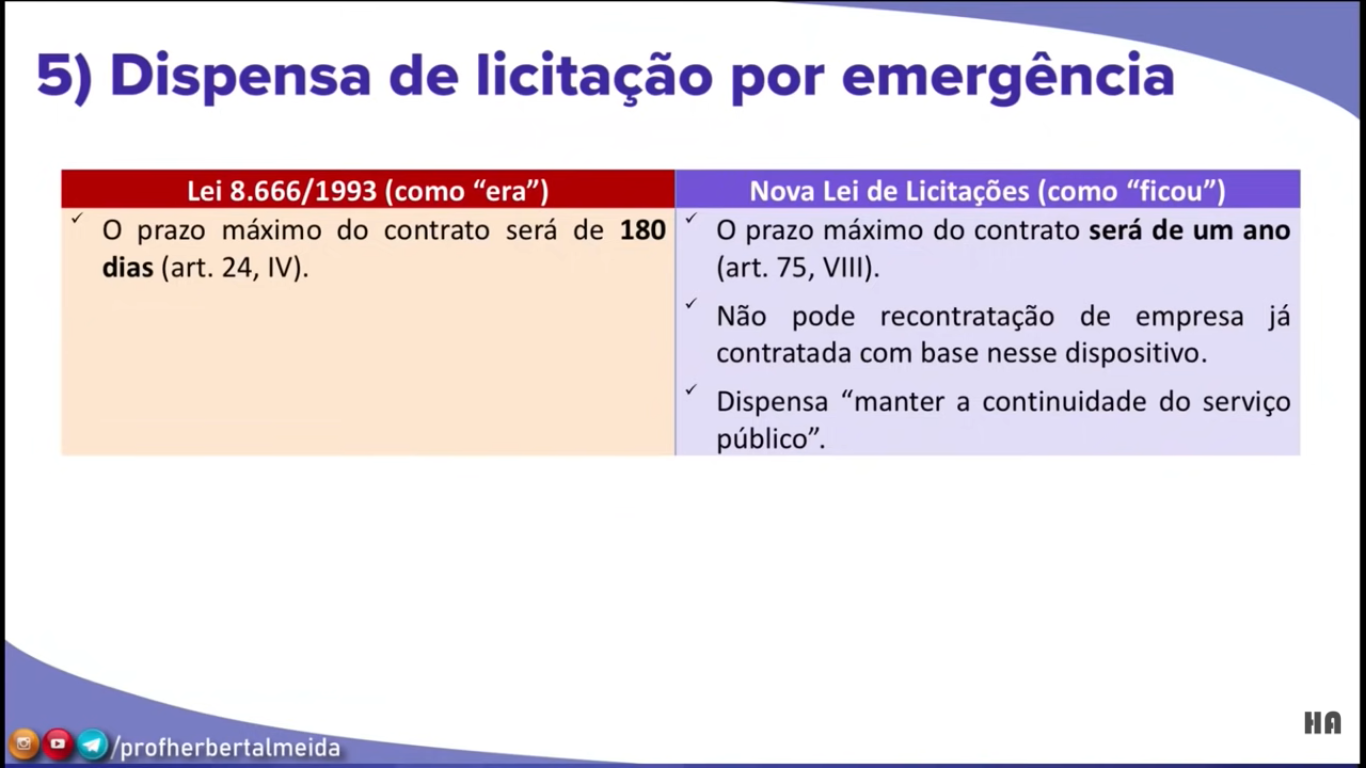 5) Dispensa de licitação por emergência
Lei 8.666/1993 (como “era”)
✓ O prazo máximo do contrato será de 180
dias (art. 24, IV).
Nova Lei de Licitações (como “ficou”)
✓ O prazo máximo do contrato será de um ano
(art. 75, VIII).
✓ Não pode recontratação de empresa já
contratada com base nesse dispositivo.
✓ Dispensa “manter a continuidade do serviço
público”.
/profherbertalmeida
HA